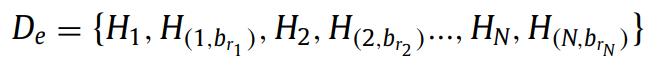 D_e = {H_1, H_{(1,b_{r_1})}, H_2, H_{(2,b_{r_2})}..., H_N, H_{(N,b_{r_N})}}